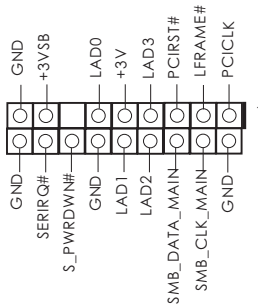 GND
+3VSB
LAD0
+3V
LAD3
PCIRST#
LFRAME#
PCICLK
GND
SERIRQ#
S_PWRDWN#
GND
LAD1
LAD2
SMB_DATA_MAIN
SMB_CLK_MAIN
GND